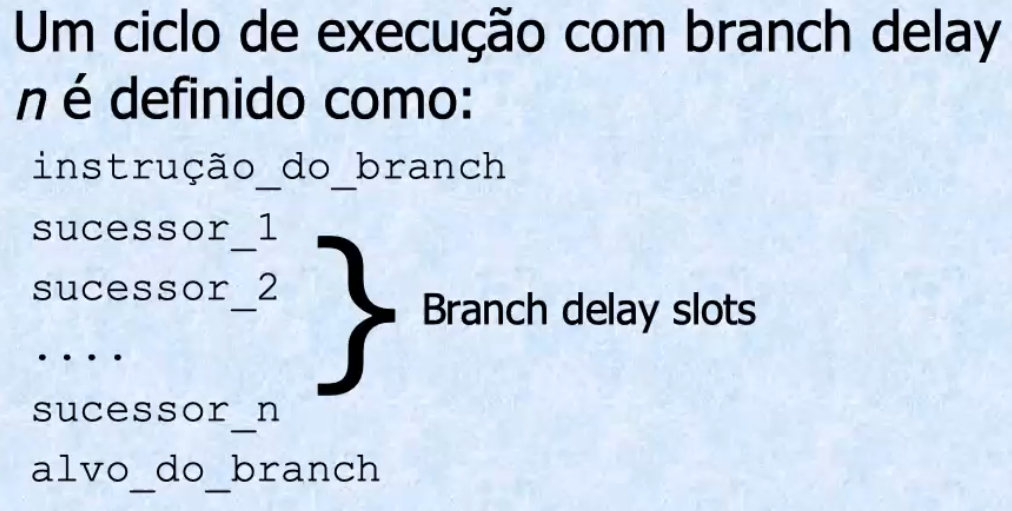 Um ciclo de execução com branch delay
n é definido como:
instrução_do_branch
sucessor_1
sucessor_2
Branch delay slots
....
sucessor_n
alvo_do_branch